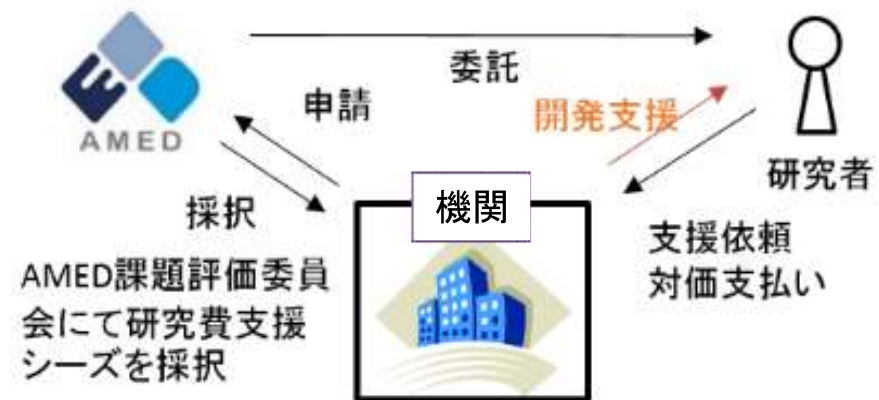 委託
申請
開発支援
AMED
研究者
採択
機関
支援依頼
対価支払い
AMED課題評価委員
会にて研究費支援
シーズを採択